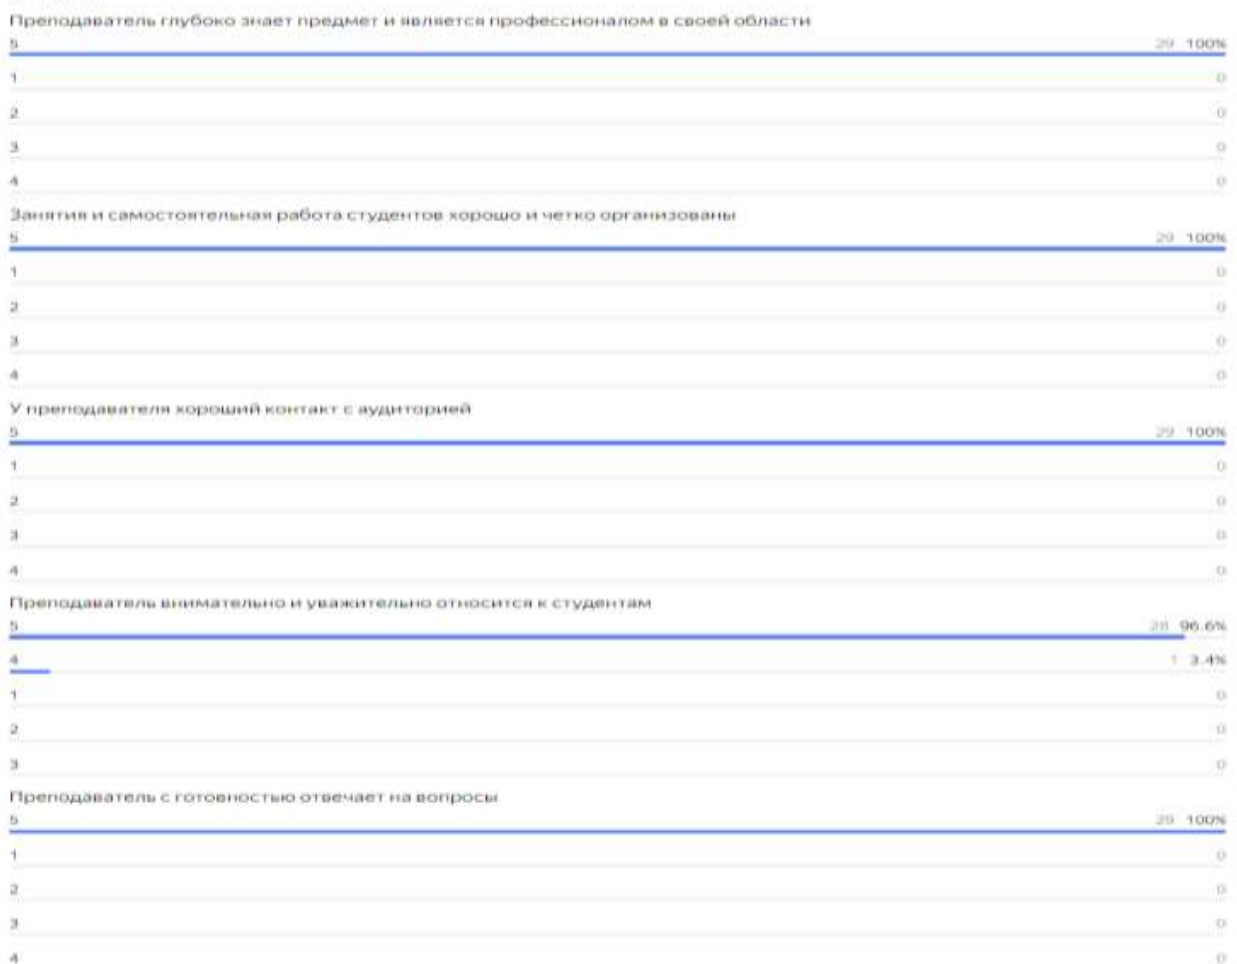 Преподаватель глубоко знает предмет и является профессионалом в своей области
5 29 100%
1 0
2 0
3 0
4 0
Занятия и самостоятельная работа студентов хорошо и четко организованы
5 29 100%
1 0
2 0
3 0
4 0
У преподавателя хороший контакт с аудиторией
5 29 100%
1 0
2 0
3 0
4 0
Преподаватель внимательно и уважительно относится к студентам
5 28 96.6%
4 1 3.4%
1 0
2 0
3 0
Преподаватель с готовностью отвечает на вопросы
5 29 100%
1 0
2 0
3 0
4 0